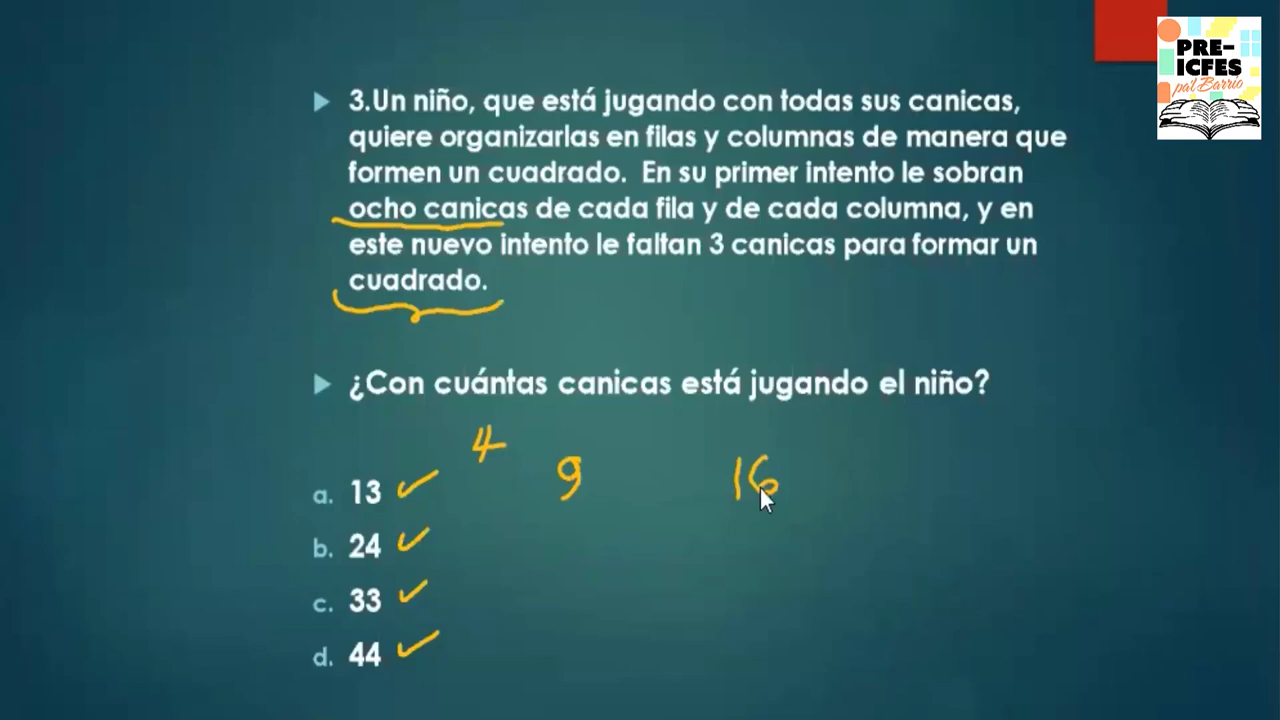 PRE-
ICFES
pa'l Barrio
3.Un niño, que está jugando con todas sus canicas,
quiere organizarlas en filas y columnas de manera que
formen un cuadrado. En su primer intento le sobran
ocho canicas de cada fila y de cada columna, y en
este nuevo intento le faltan 3 canicas para formar un
cuadrado.
¿Con cuántas canicas está jugando el niño?
4
9
16
a. 13
b. 24
c. 33
d. 44